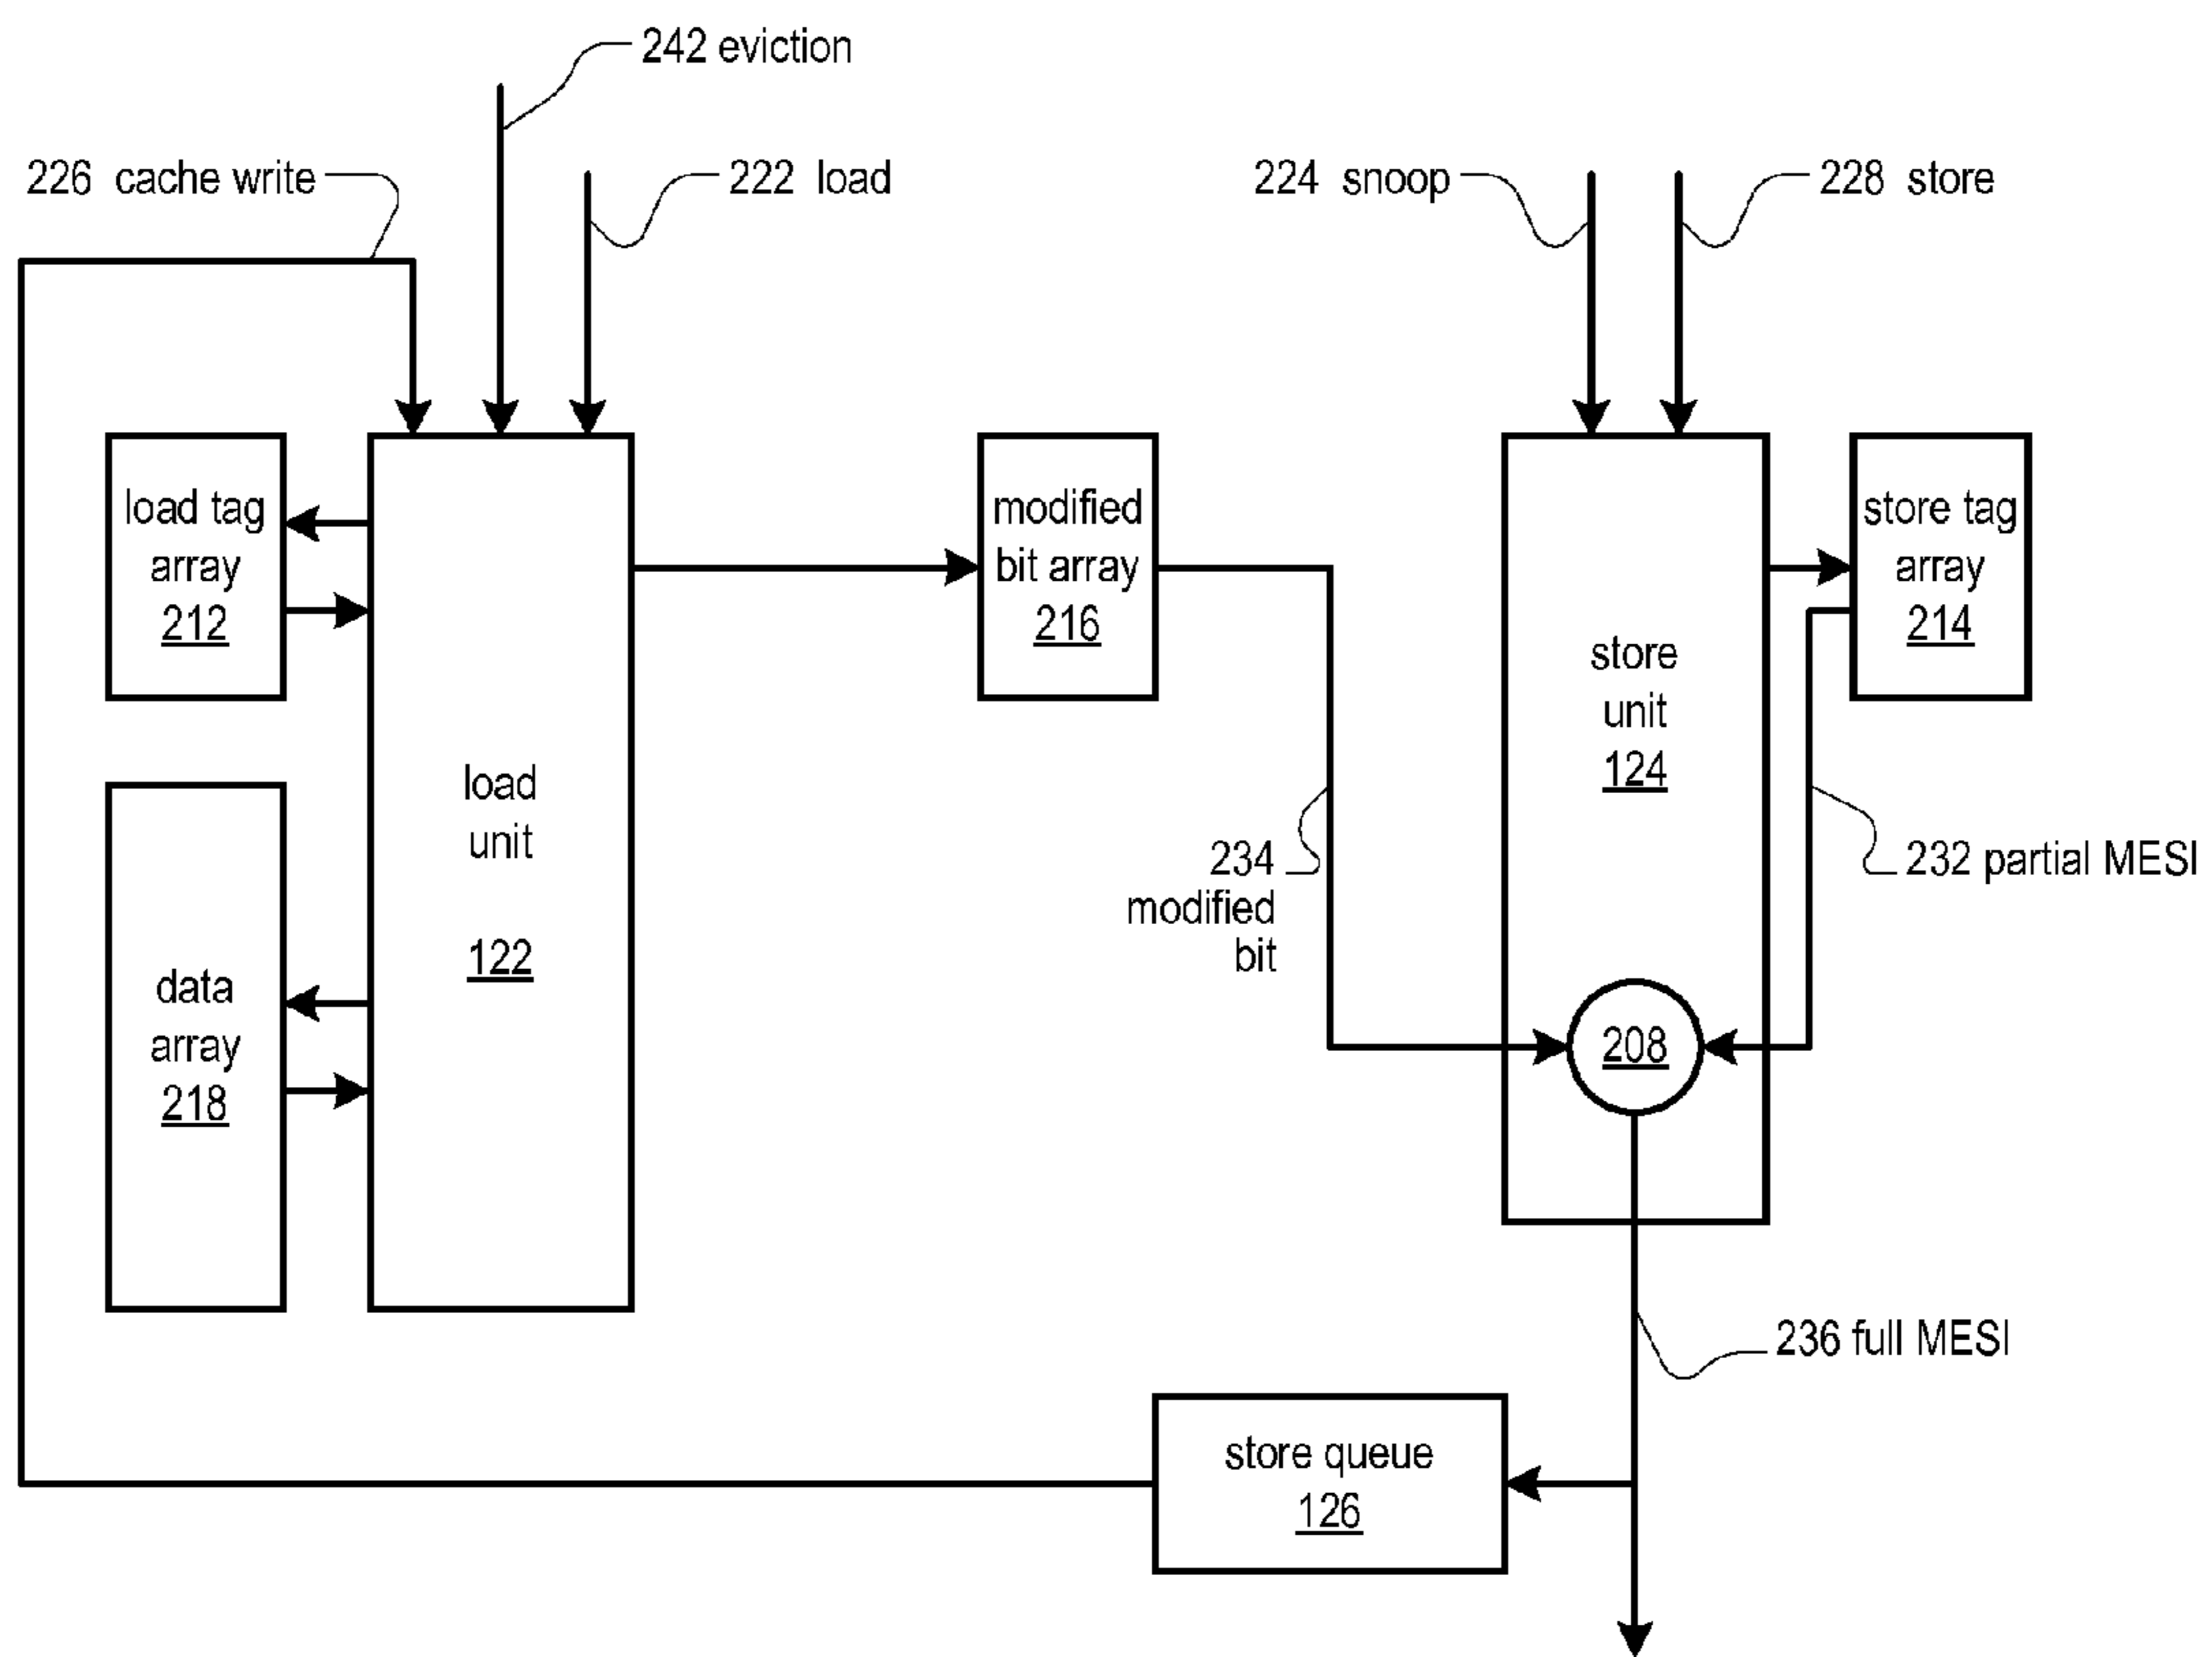 242 eviction
226 cache write
222 load
224 snoop
228 store
load tag
array
212
modified
bit array
216
store tag
array
214
store
unit
124
load
unit
122
234
modified
bit
232 partial MESI
data
array
218
208
236 full MESI
store queue
126